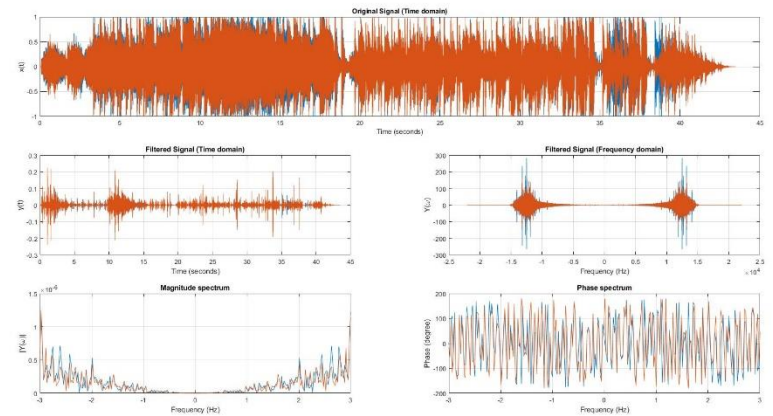 Original Signal (Time domain)
1
0.5
0
-0.5
-1
x(t)
0 5 10 15 20 25 30 35 40 45
Time (seconds)
Filtered Signal (Time domain)
0.3
0.2
0.1
0
-0.1
-0.2
-0.3
y(t)
0 5 10 15 20 25 30 35 40 45
Time (seconds)
Filtered Signal (Frequency domain)
300
200
100
0
-100
-200
-300
Y(ω)
-2.5 -2 -1.5 -1 -0.5 0 0.5 1 1.5 2 2.5
Frequency (Hz)
×10⁴
Magnitude spectrum
1.5
1
0.5
0
|Y(ω)|
-3 -2 -1 0 1 2 3
Frequency (Hz)
Phase spectrum
200
100
0
-100
-200
Phase (degree)
-3 -2 -1 0 1 2 3
Frequency (Hz)